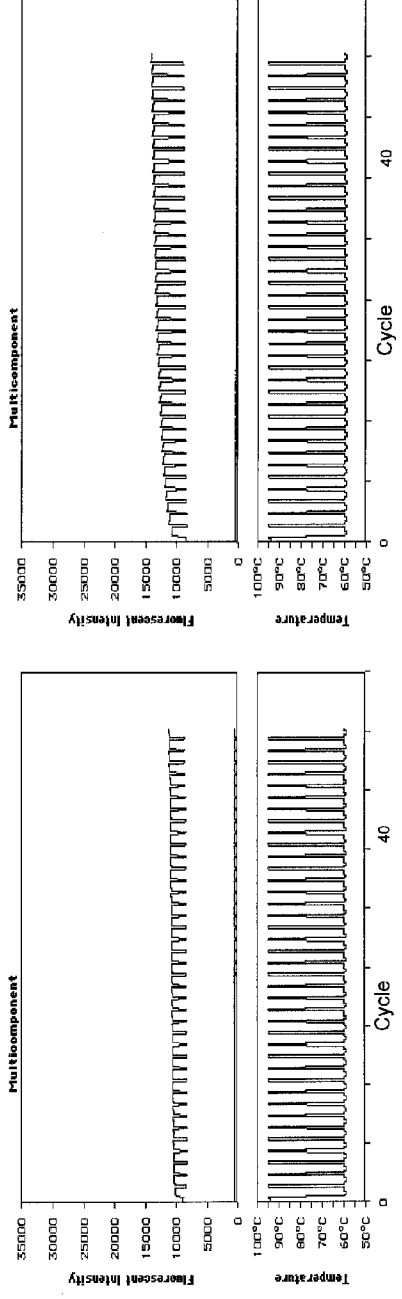 Multicomponent
35000
30000
25000
20000
15000
10000
5000
0
Fluorescent Intensity
100°C
90°C
80°C
70°C
60°C
50°C
Temperature
0
Cycle
40
Multicomponent
35000
30000
25000
20000
15000
10000
5000
0
Fluorescent Intensity
100°C
90°C
80°C
70°C
60°C
50°C
Temperature
0
Cycle
40